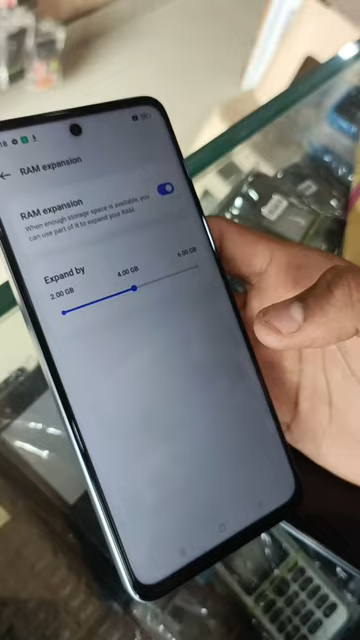 RAM expansion
RAM expansion
When enough storage space is available, you
can use part of it to expand your RAM.
Expand by
2.00 GB
4.00 GB
6.00 GB